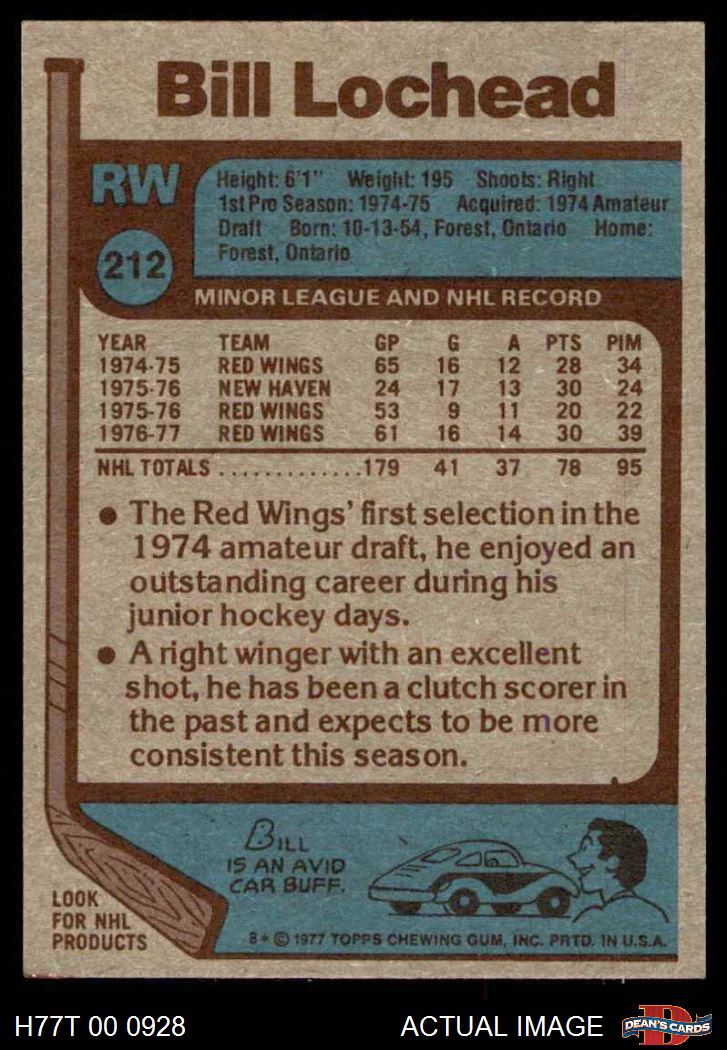 Bill Lochead
RW
Height: 6'1" Weight: 195 Shoots: Right
1st Pro Season: 1974-75 Acquired: 1974 Amateur
Draft Born: 10-13-54, Forest, Ontario Home:
Forest, Ontario
212
MINOR LEAGUE AND NHL RECORD
YEAR TEAM GP G A PTS PIM
1974-75 RED WINGS 65 16 12 28 34
1975-76 NEW HAVEN 24 17 13 30 24
1975-76 RED WINGS 53 9 11 20 22
1976-77 RED WINGS 61 16 14 30 39
NHL TOTALS .............179 41 37 78 95
• The Red Wings' first selection in the
1974 amateur draft, he enjoyed an
outstanding career during his
junior hockey days.
• A right winger with an excellent
shot, he has been a clutch scorer in
the past and expects to be more
consistent this season.
BILL
IS AN AVID
CAR BUFF.
LOOK
FOR NHL
PRODUCTS
8 * © 1977 TOPPS CHEWING GUM, INC. PRTD. IN U.S.A.
H77T 00 0928
ACTUAL IMAGE
D
DEAN'S CARDS